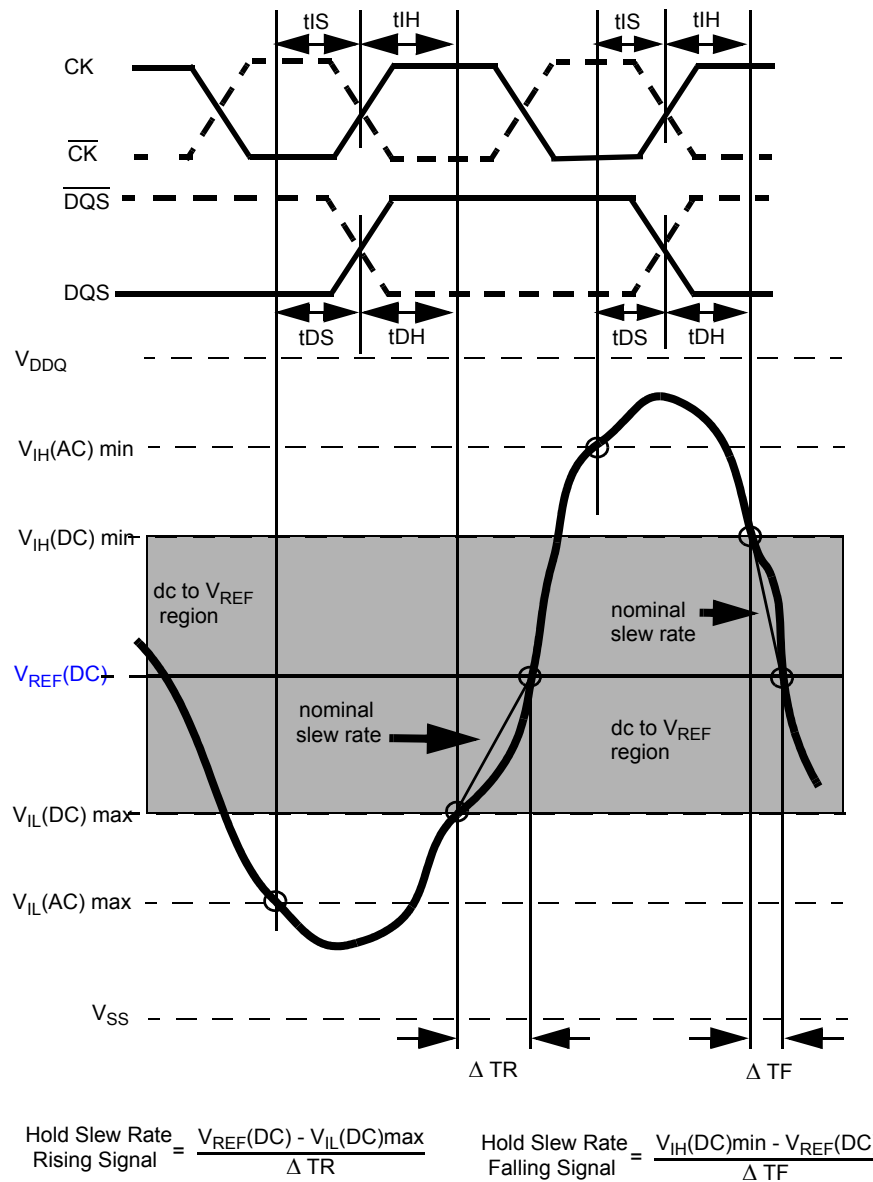 tIS tIH tIS tIH
CK
C̅K̅
D̅Q̅S̅
DQS
tDS tDH tDS tDH
VDDQ
VIH(AC) min
VIH(DC) min
dc to VREF
region
nominal
slew rate
VREF(DC)
nominal
slew rate
dc to VREF
region
VIL(DC) max
VIL(AC) max
VSS
Δ TR Δ TF
Hold Slew Rate
Rising Signal
=
VREF(DC) - VIL(DC)max
Δ TR
Hold Slew Rate
Falling Signal
=
VIH(DC)min - VREF(DC
Δ TF